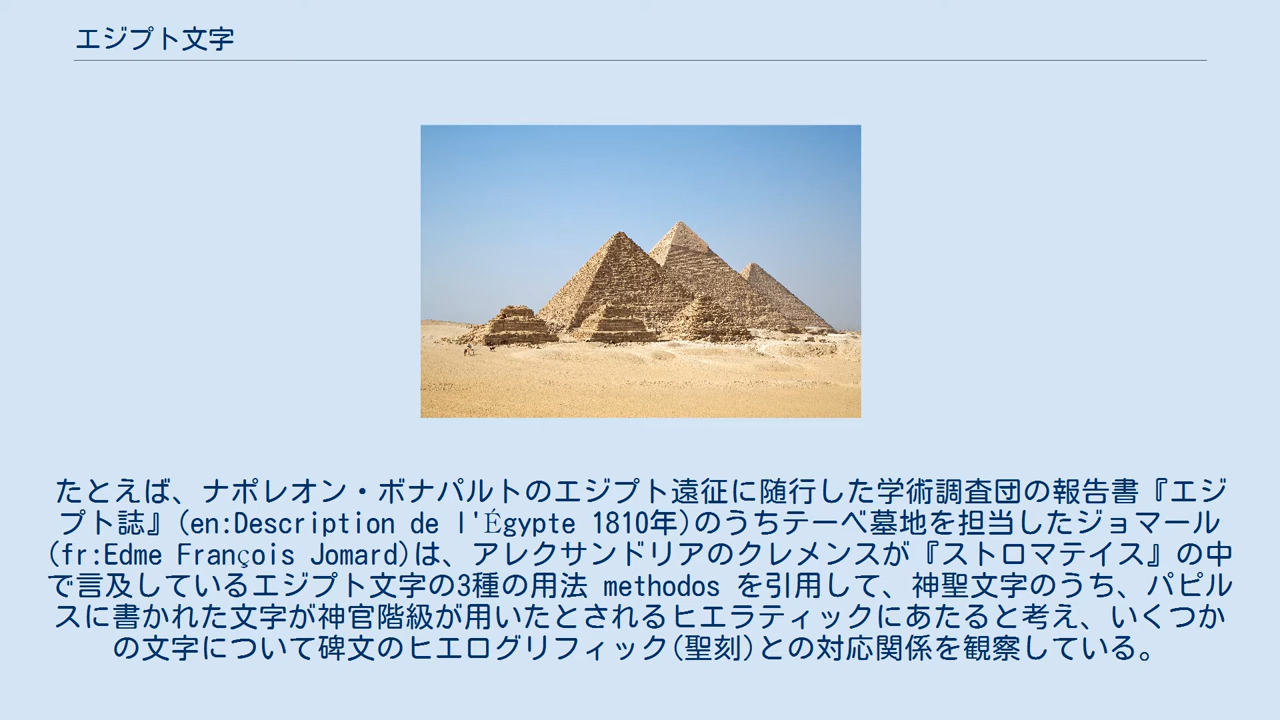 エジプト文字
たとえば、ナポレオン・ボナパルトのエジプト遠征に随行した学術調査団の報告書『エジ
プト誌』(en:Description de l'Égypte 1810年)のうちテーベ墓地を担当したジョマール
(fr:Edme François Jomard)は、アレクサンドリアのクレメンスが『ストロマテイス』の中
で言及しているエジプト文字の3種の用法 methodos を引用して、神聖文字のうち、パピル
スに書かれた文字が神官階級が用いたとされるヒエラティックにあたると考え、いくつか
の文字について碑文のヒエログリフィック(聖刻)との対応関係を観察している。